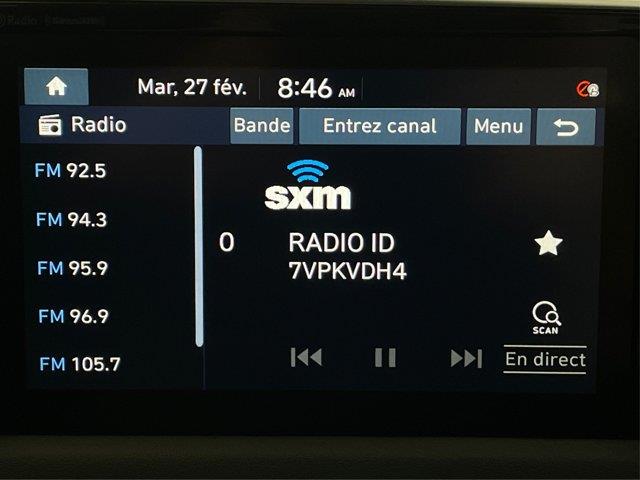 Radio
Mar, 27 fév. 8:46 AM
Radio Bande Entrez canal Menu
FM 92.5
FM 94.3
FM 95.9
FM 96.9
FM 105.7
sxm
0 RADIO ID
7VPKVDH4
SCAN
En direct